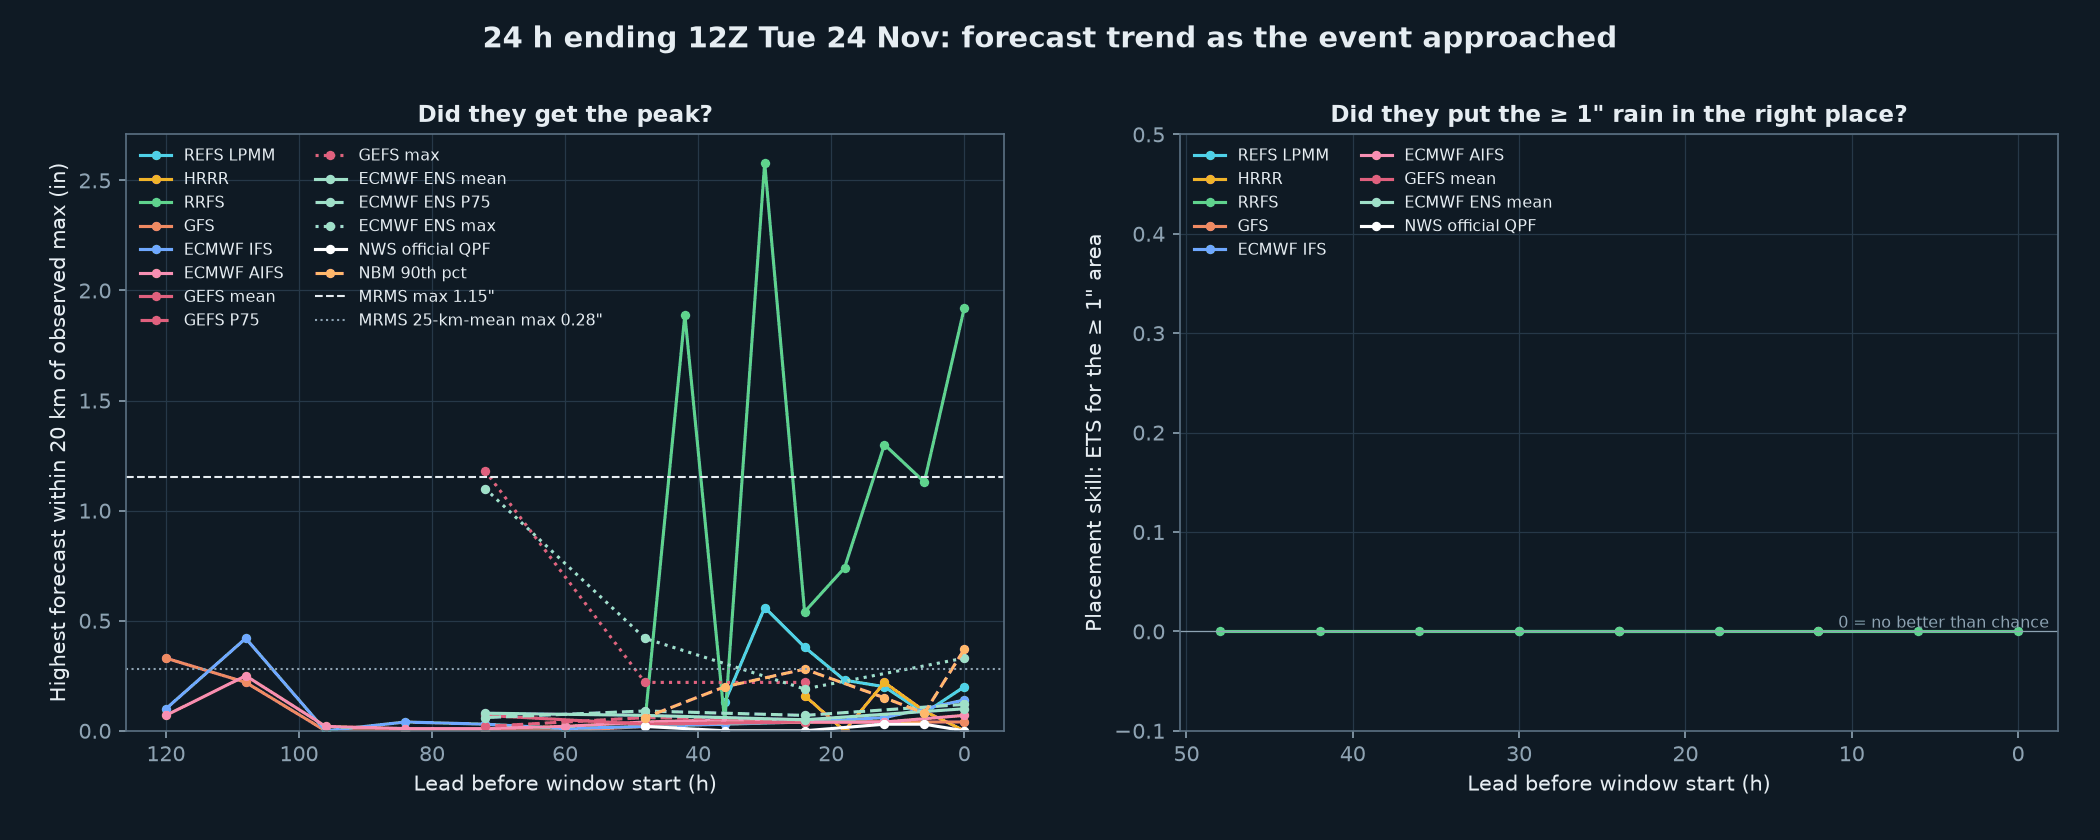 24 h ending 12Z Tue 24 Nov: forecast trend as the event approached
Did they get the peak?
Highest forecast within 20 km of observed max (in)
2.5
2.0
1.5
1.0
0.5
0.0
REFS LPMM
HRRR
RRFS
GFS
ECMWF IFS
ECMWF AIFS
GEFS mean
GEFS P75
GEFS max
ECMWF ENS mean
ECMWF ENS P75
ECMWF ENS max
NWS official QPF
NBM 90th pct
MRMS max 1.15"
MRMS 25-km-mean max 0.28"
120 100 80 60 40 20 0
Lead before window start (h)
Did they put the ≥ 1" rain in the right place?
Placement skill: ETS for the ≥ 1" area
0.5
0.4
0.3
0.2
0.1
0.0
−0.1
REFS LPMM
HRRR
RRFS
GFS
ECMWF IFS
ECMWF AIFS
GEFS mean
ECMWF ENS mean
NWS official QPF
0 = no better than chance
50 40 30 20 10 0
Lead before window start (h)